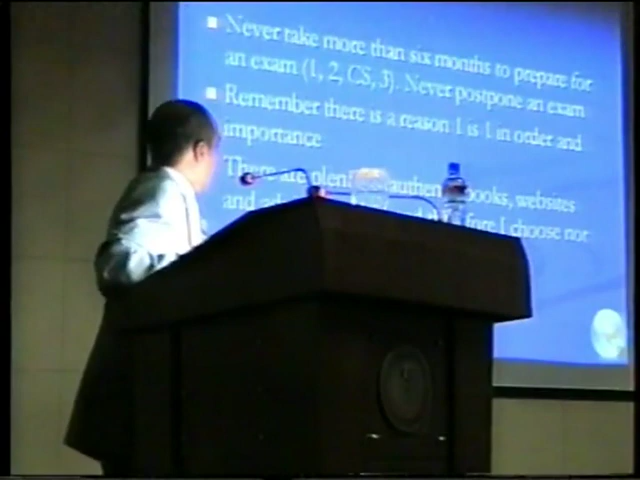 Never take more than six months to prepare for
an exam (1, 2, CS, 3). Never postpone an exam
Remember there is a reason 1 is 1 in order and
importance
There are authen books, websites
and I choose not